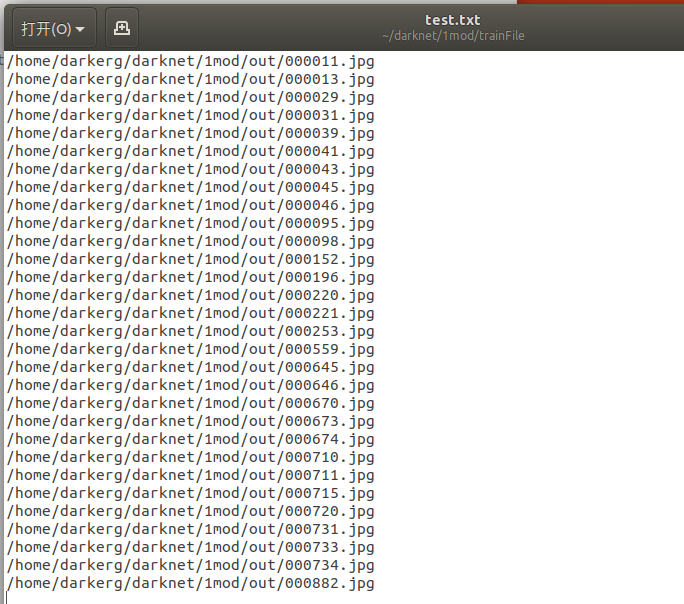 打开(O)
test.txt
~/darknet/1mod/trainFile
/home/darkerg/darknet/1mod/out/000011.jpg
/home/darkerg/darknet/1mod/out/000013.jpg
/home/darkerg/darknet/1mod/out/000029.jpg
/home/darkerg/darknet/1mod/out/000031.jpg
/home/darkerg/darknet/1mod/out/000039.jpg
/home/darkerg/darknet/1mod/out/000041.jpg
/home/darkerg/darknet/1mod/out/000043.jpg
/home/darkerg/darknet/1mod/out/000045.jpg
/home/darkerg/darknet/1mod/out/000046.jpg
/home/darkerg/darknet/1mod/out/000095.jpg
/home/darkerg/darknet/1mod/out/000098.jpg
/home/darkerg/darknet/1mod/out/000152.jpg
/home/darkerg/darknet/1mod/out/000196.jpg
/home/darkerg/darknet/1mod/out/000220.jpg
/home/darkerg/darknet/1mod/out/000221.jpg
/home/darkerg/darknet/1mod/out/000253.jpg
/home/darkerg/darknet/1mod/out/000559.jpg
/home/darkerg/darknet/1mod/out/000645.jpg
/home/darkerg/darknet/1mod/out/000646.jpg
/home/darkerg/darknet/1mod/out/000670.jpg
/home/darkerg/darknet/1mod/out/000673.jpg
/home/darkerg/darknet/1mod/out/000674.jpg
/home/darkerg/darknet/1mod/out/000710.jpg
/home/darkerg/darknet/1mod/out/000711.jpg
/home/darkerg/darknet/1mod/out/000715.jpg
/home/darkerg/darknet/1mod/out/000720.jpg
/home/darkerg/darknet/1mod/out/000731.jpg
/home/darkerg/darknet/1mod/out/000733.jpg
/home/darkerg/darknet/1mod/out/000734.jpg
/home/darkerg/darknet/1mod/out/000882.jpg